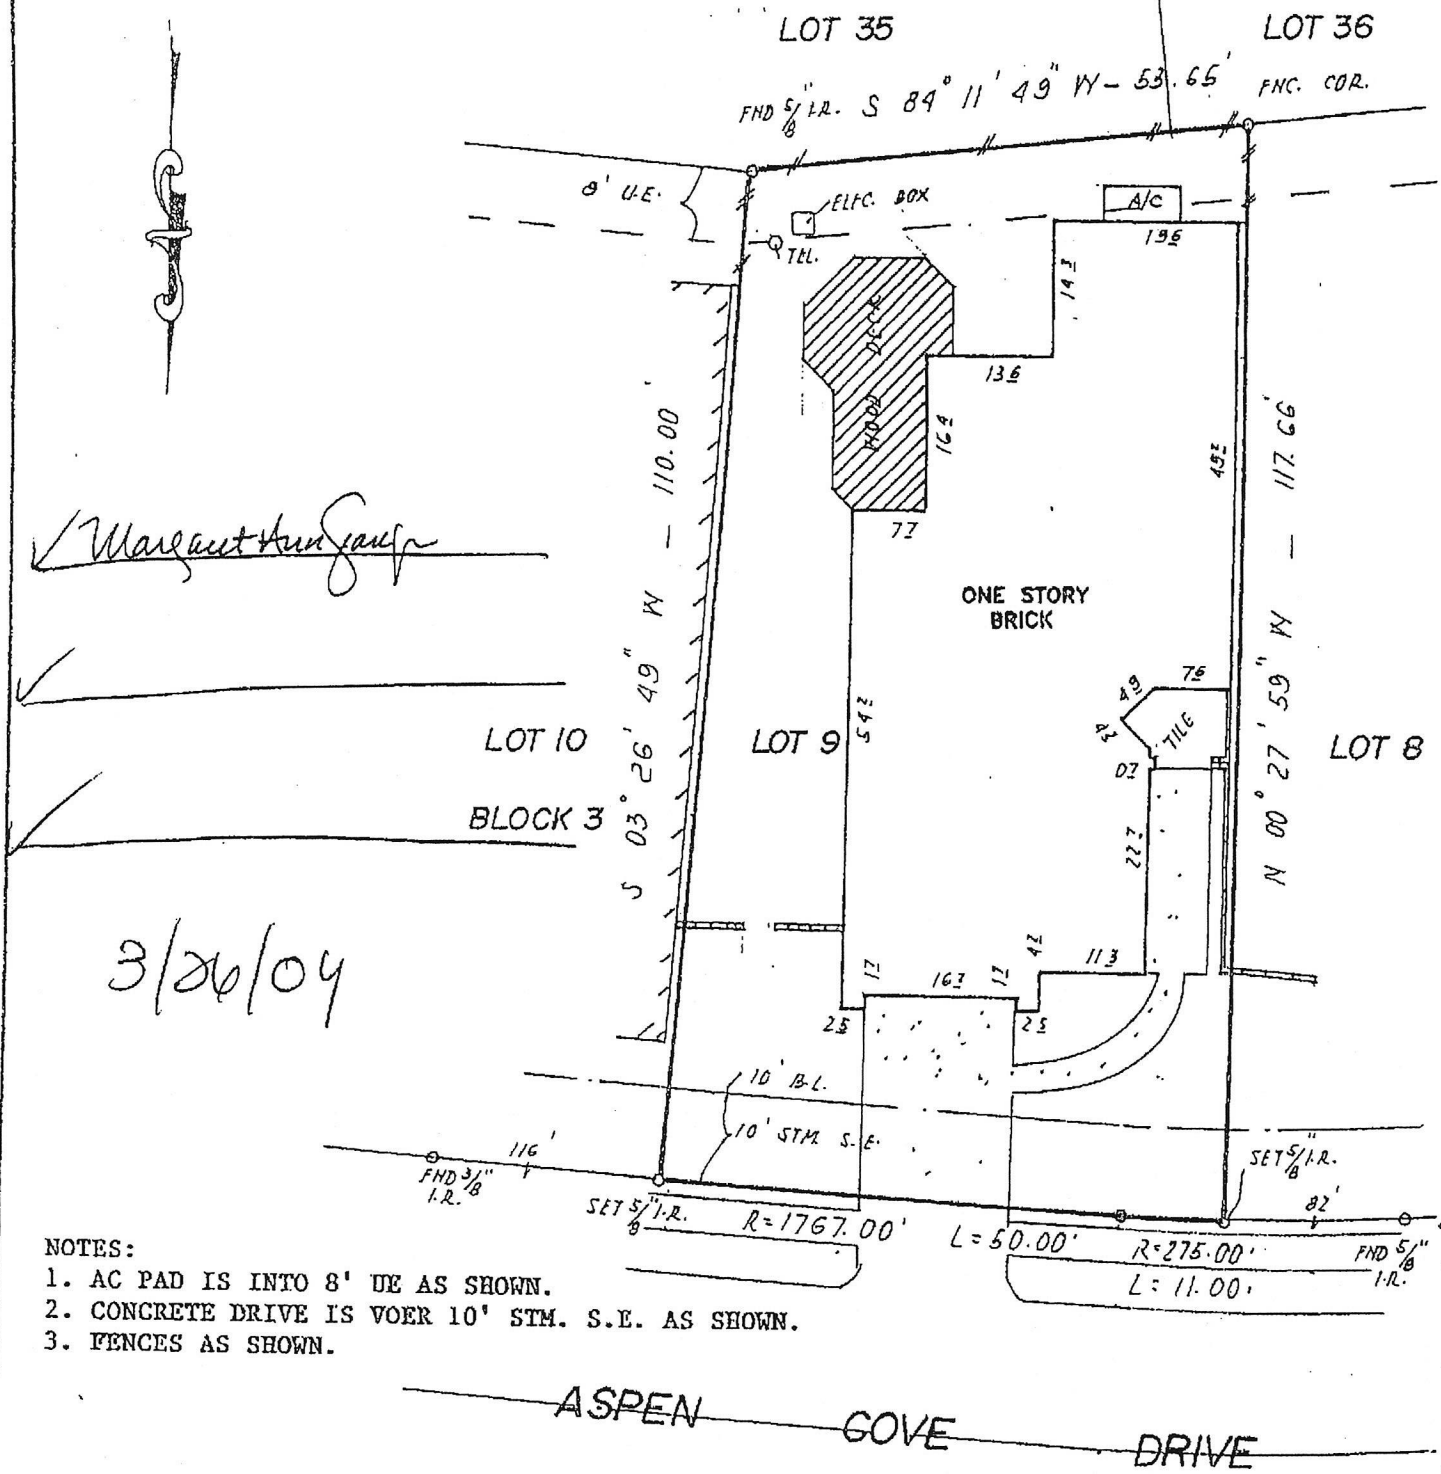 LOT 35
LOT 36
FND 5/8" I.R.
S 84° 11' 49" W - 53.65'
FNC. COR.
8' U.E.
ELEC. BOX
TEL.
A/C
19 6
14 3
WOOD DECK
13 6
16 4
7 7
S 03° 26' 49" W - 110.00
N 00° 27' 59" W - 117.66'
ONE STORY
BRICK
54 2
7 6
4 9
4 3
TILE
0 7
22 7
LOT 10
LOT 9
LOT 8
BLOCK 3
3/26/04
4 2
11 3
1 7
16 3
1 7
2 5
2 5
10' B.L.
10' STM. S.E.
116'
FND 3/8"
I.R.
SET 5/8" I.R.
SET 5/8" I.R.
82'
FND 5/8"
I.R.
R=1767.00'
L=50.00'
R=275.00'
L=11.00'
NOTES:
1. AC PAD IS INTO 8' UE AS SHOWN.
2. CONCRETE DRIVE IS VOER 10' STM. S.E. AS SHOWN.
3. FENCES AS SHOWN.
ASPEN COVE DRIVE